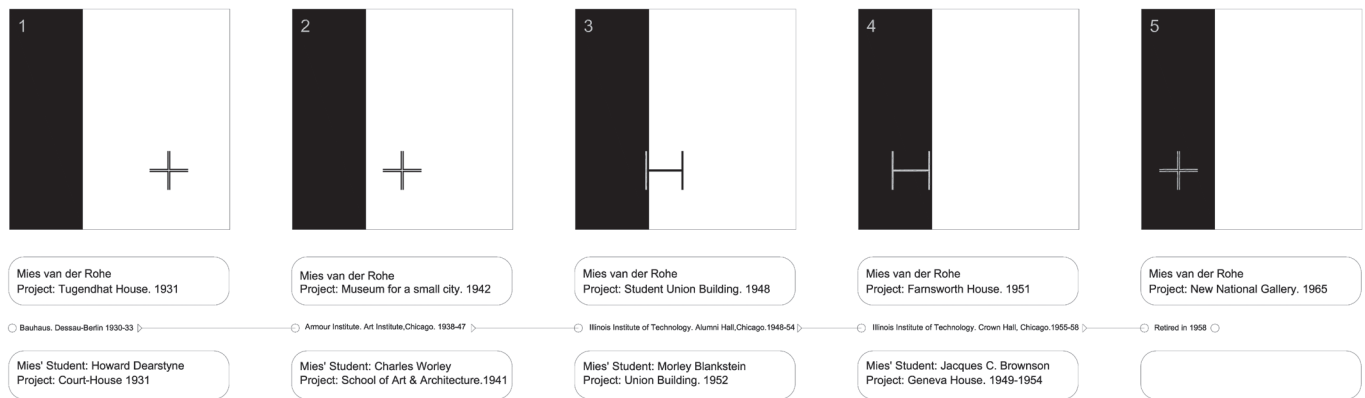 1
2
3
4
5
Mies van der Rohe
Project: Tugendhat House. 1931
Mies van der Rohe
Project: Museum for a small city. 1942
Mies van der Rohe
Project: Student Union Building. 1948
Mies van der Rohe
Project: Farnsworth House. 1951
Mies van der Rohe
Project: New National Gallery. 1965
Bauhaus. Dessau-Berlin 1930-33
Armour Institute. Art Institute,Chicago. 1938-47
Illinois Institute of Technology. Alumni Hall,Chicago.1948-54
Illinois Institute of Technology. Crown Hall, Chicago.1955-58
Retired in 1958
Mies' Student: Howard Dearstyne
Project: Court-House 1931
Mies' Student: Charles Worley
Project: School of Art & Architecture.1941
Mies' Student: Morley Blankstein
Project: Union Building. 1952
Mies' Student: Jacques C. Brownson
Project: Geneva House. 1949-1954